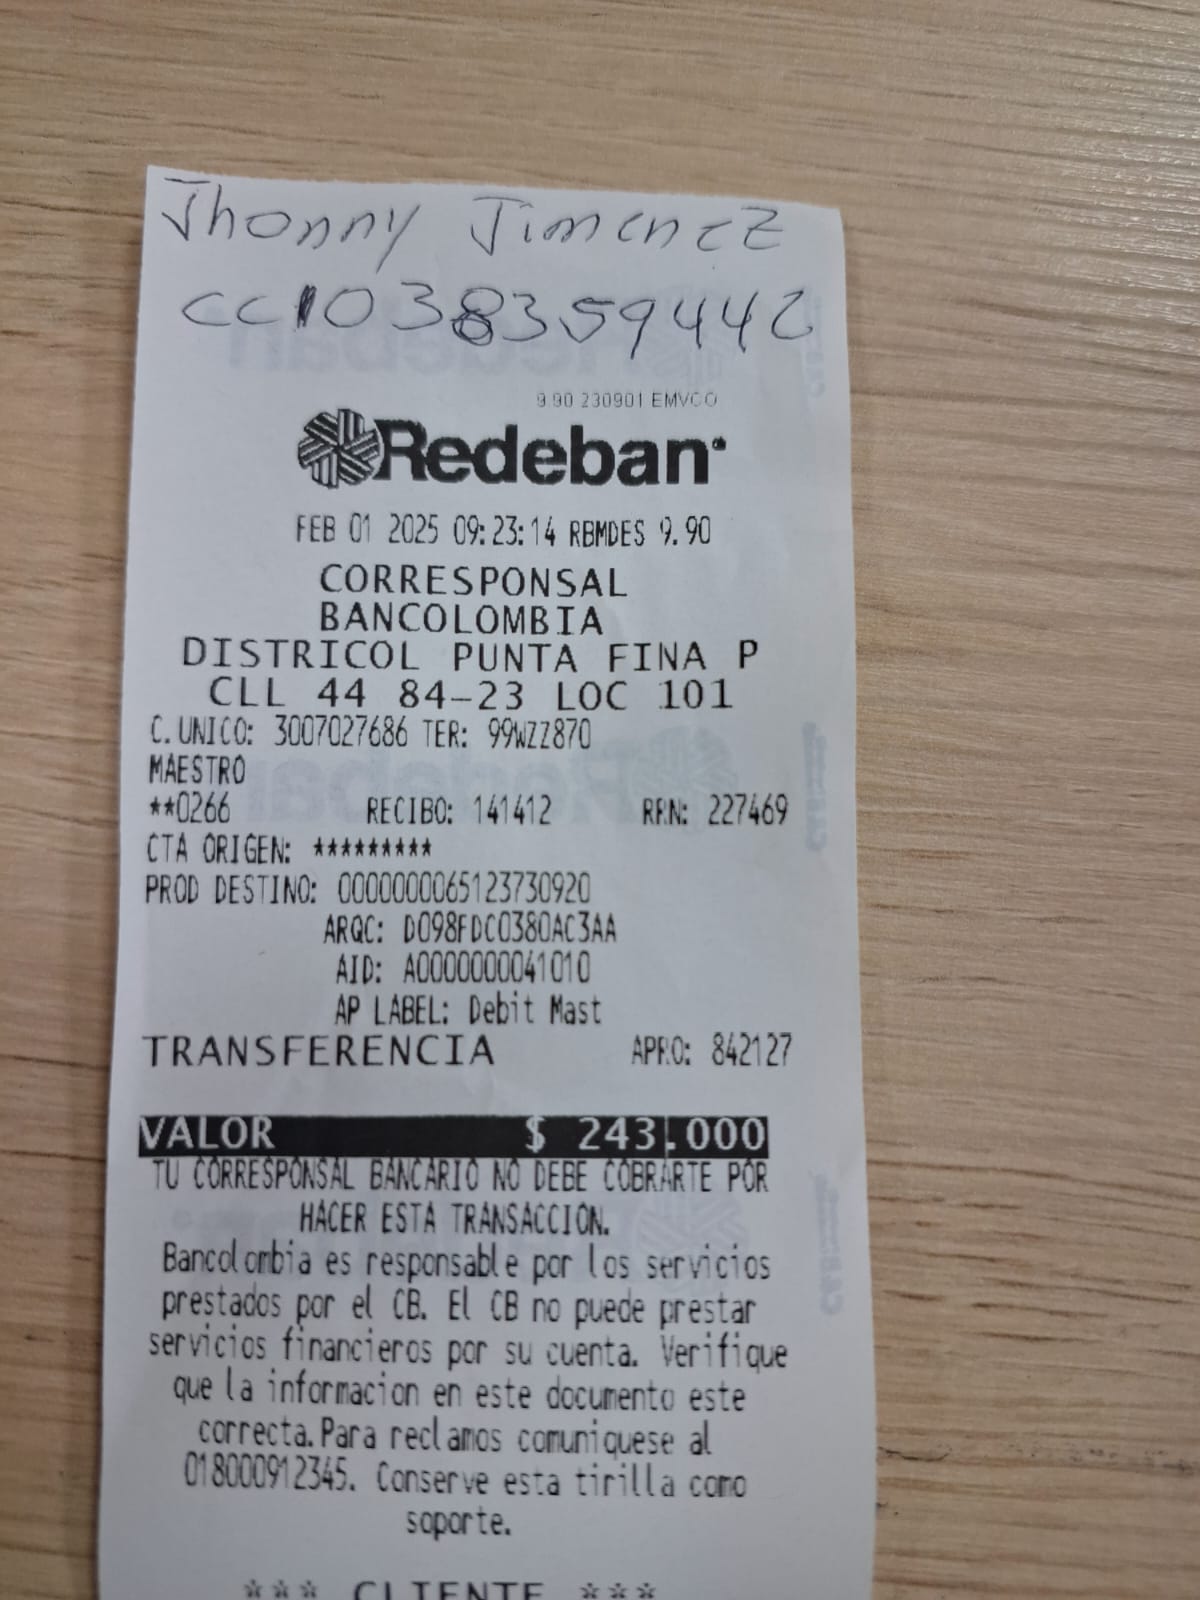 Jhonny Jimenez
CC1038359442
9.90 230901 EMVCO
Redeban
FEB 01 2025 09:23:14 RBMDES 9.90
CORRESPONSAL
BANCOLOMBIA
DISTRICOL PUNTA FINA P
CLL 44 84-23 LOC 101
C.UNICO: 3007027686 TER: 99WZZ870
MAESTRO
**0266 RECIBO: 141412 RRN: 227469
CTA ORIGEN: *********
PROD DESTINO: 0000000065123730920
ARQC: D098FDC0380AC3AA
AID: A0000000041010
AP LABEL: Debit Mast
TRANSFERENCIA APRO: 842127
VALOR $ 243.000
TU CORRESPONSAL BANCARIO NO DEBE COBRARTE POR
HACER ESTA TRANSACCION.
Bancolombia es responsable por los servicios
prestados por el CB. El CB no puede prestar
servicios financieros por su cuenta. Verifique
que la informacion en este documento este
correcta.Para reclamos comuniquese al
018000912345. Conserve esta tirilla como
soporte.
*** CLIENTE ***